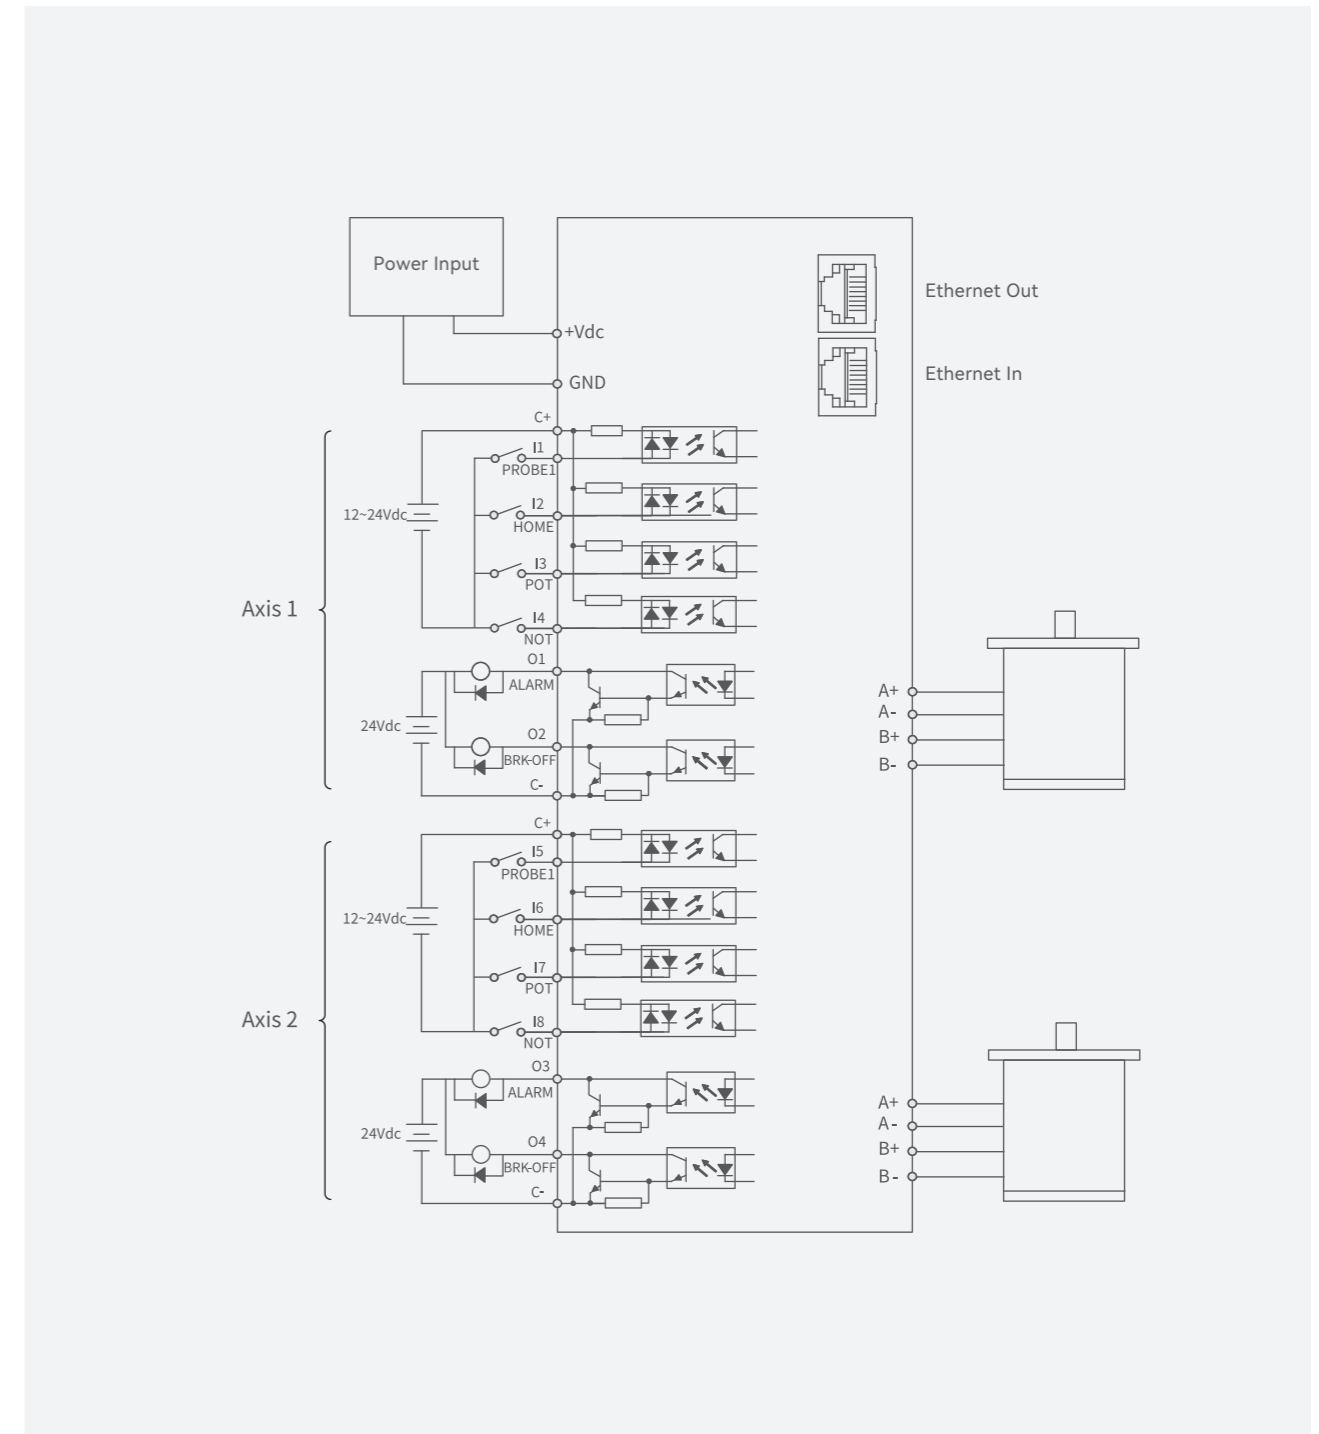 Power Input
Ethernet Out
+Vdc
Ethernet In
GND
C+
I1
PROBE1
I2
12~24Vdc
HOME
I3
POT
Axis 1
I4
NOT
O1
ALARM
A+
A-
24Vdc
O2
B+
BRK-OFF
B-
C-
C+
I5
PROBE1
I6
12~24Vdc
HOME
I7
POT
Axis 2
I8
NOT
O3
ALARM
A+
A-
24Vdc
O4
B+
BRK-OFF
B-
C-